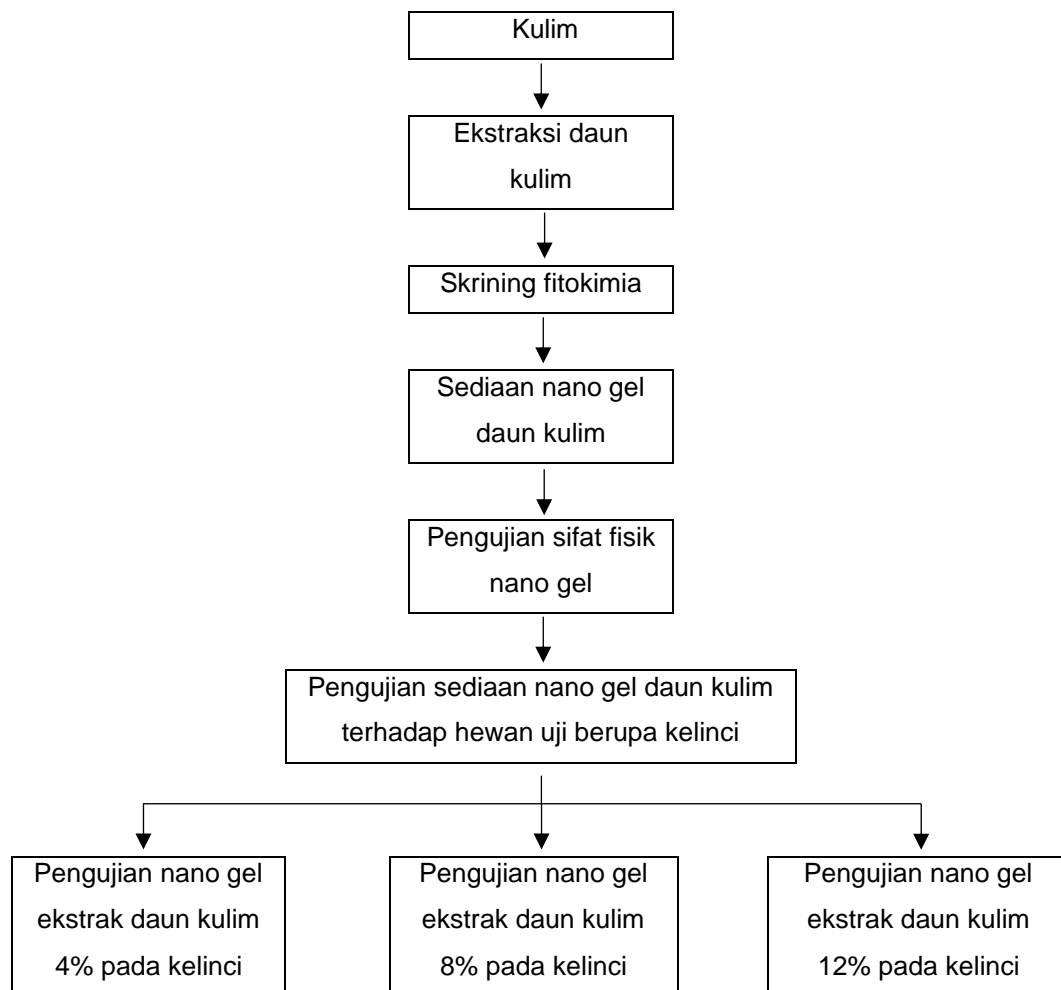 Kulim
Ekstraksi daun
kulim
Skrining fitokimia
Sediaan nano gel
daun kulim
Pengujian sifat fisik
nano gel
Pengujian sediaan nano gel daun kulim
terhadap hewan uji berupa kelinci
Pengujian nano gel
ekstrak daun kulim
4% pada kelinci
Pengujian nano gel
ekstrak daun kulim
8% pada kelinci
Pengujian nano gel
ekstrak daun kulim
12% pada kelinci